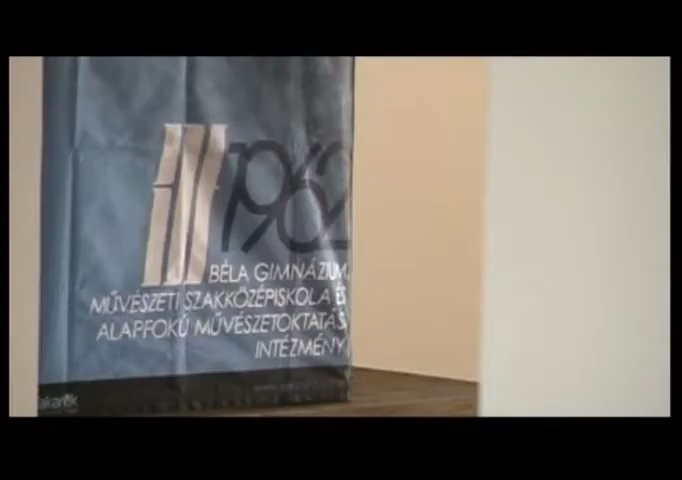 1962
BÉLA GIMNÁZIUM,
MŰVÉSZETI SZAKKÖZÉPISKOLA ÉS
ALAPFOKÚ MŰVÉSZETOKTATÁSI
INTÉZMÉNY